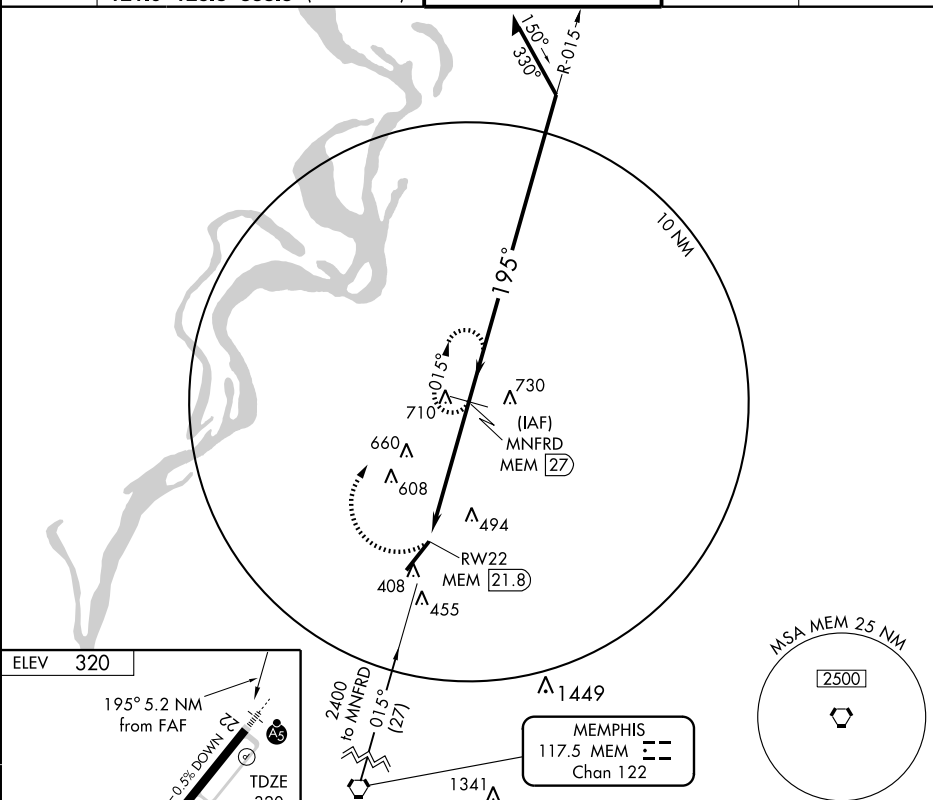 150°
330°
R-015
10 NM
195°
015°
730
710
(IAF)
MNFRD
MEM 27
660
608
494
RW22
MEM 21.8
408
455
MSA MEM 25 NM
2500
ELEV 320
195° 5.2 NM
from FAF
22
A5
0.5% DOWN
P
TDZE
2400
to MNFRD
015°
(27)
1449
MEMPHIS
117.5 MEM
Chan 122
1341